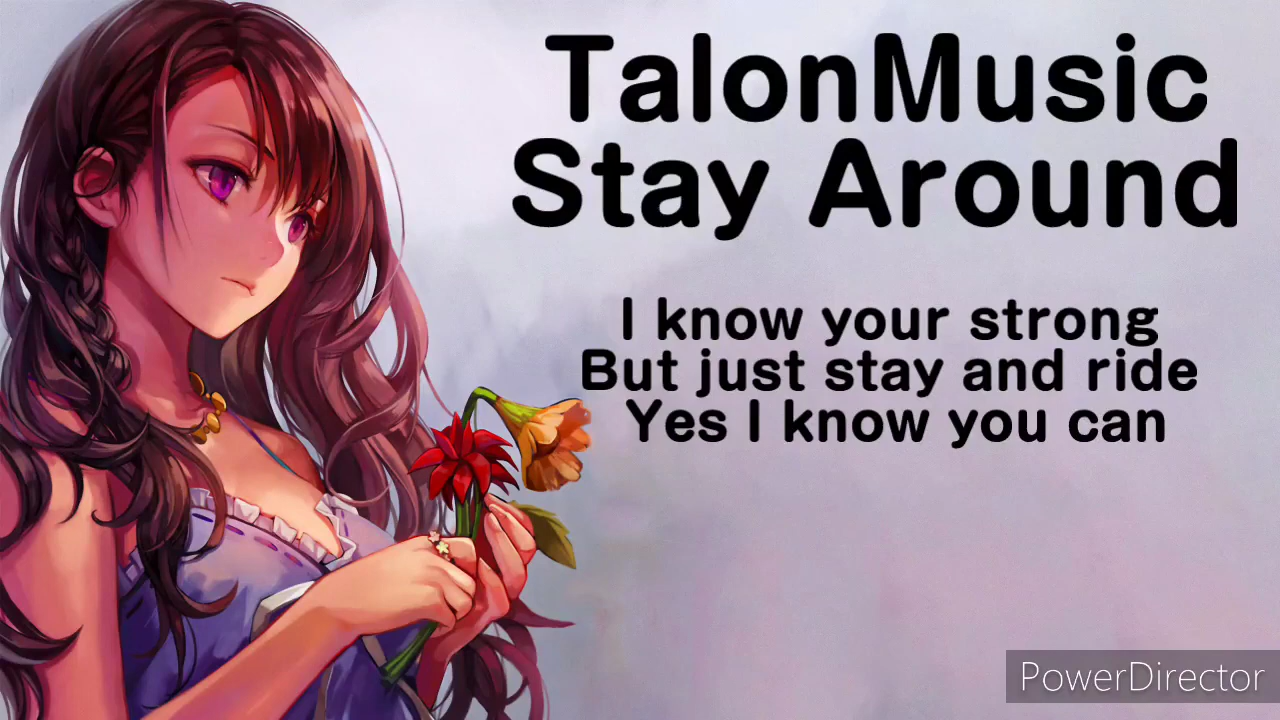 TalonMusic
Stay Around
I know your strong
But just stay and ride
Yes I know you can
PowerDirector